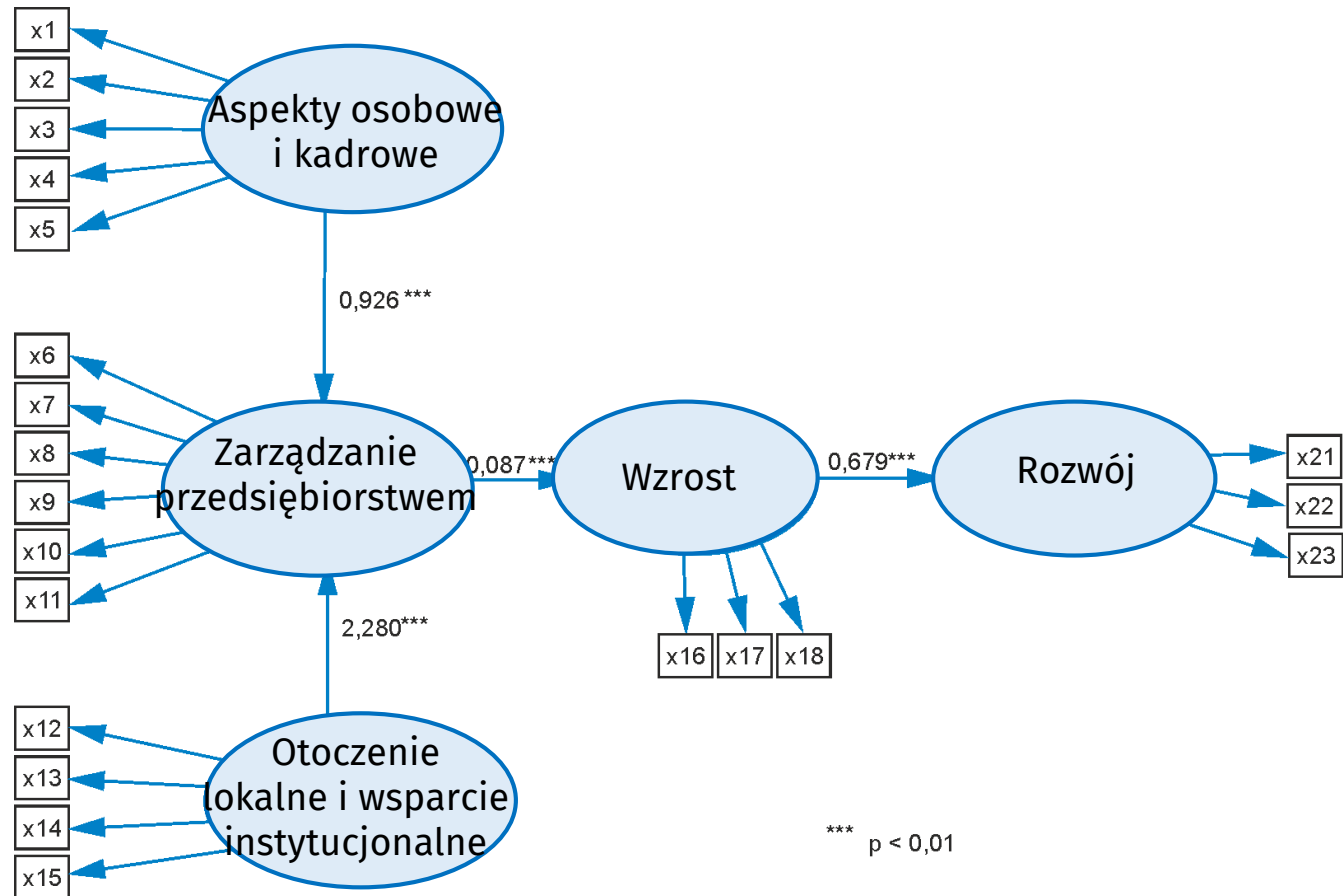 x1
x2
x3
x4
x5
Aspekty osobowe
i kadrowe
0,926 ***
x6
x7
x8
x9
x10
x11
Zarządzanie
przedsiębiorstwem
0,087***
Wzrost
0,679***
Rozwój
x21
x22
x23
x16
x17
x18
2,280***
x12
x13
x14
x15
Otoczenie
lokalne i wsparcie
instytucjonalne
*** p < 0,01